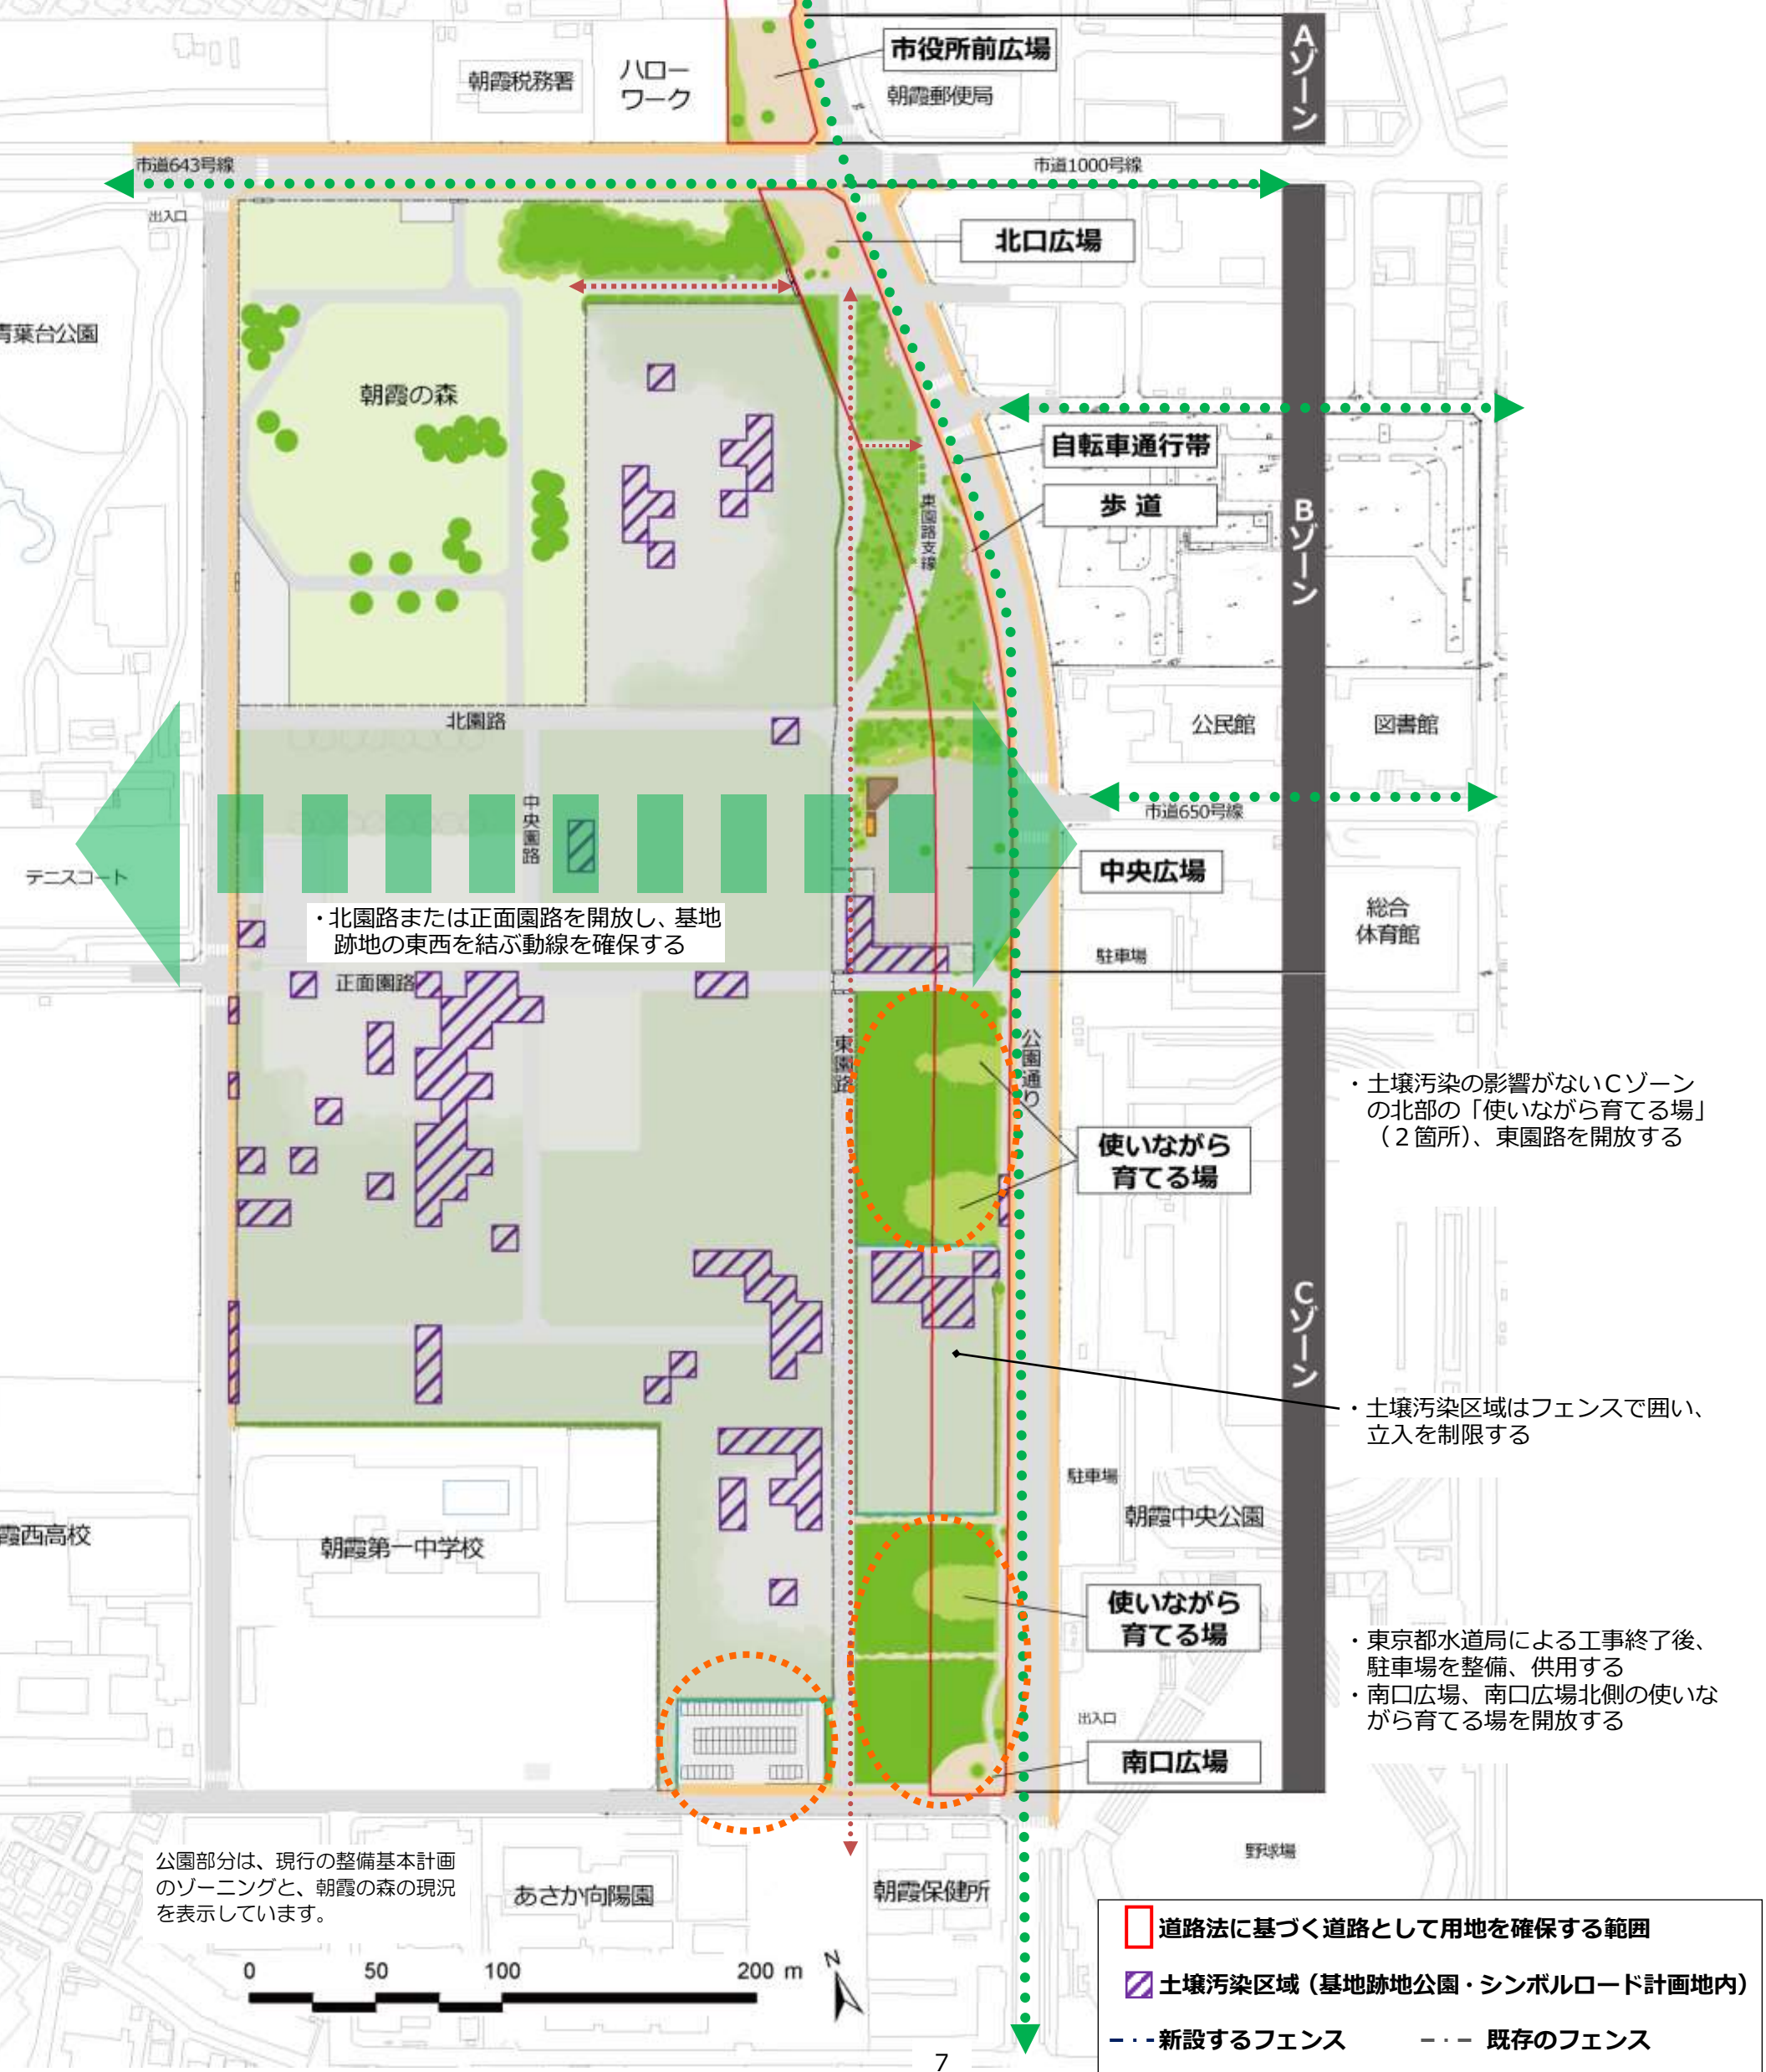 Aゾーン
市役所前広場
朝霞税務署
ハロー
ワーク
朝霞郵便局
市道643号線
市道1000号線
出入口
北口広場
青葉台公園
朝霞の森
自転車通行帯
歩 道
東園路支線
Bゾーン
北園路
公民館
図書館
中央園路
市道650号線
テニスコート
中央広場
・北園路または正面園路を開放し、基地
跡地の東西を結ぶ動線を確保する
総合
体育館
駐車場
正面園路
東園路
公園通り
・土壌汚染の影響がないCゾーン
の北部の「使いながら育てる場」
(2箇所)、東園路を開放する
使いながら
育てる場
Cゾーン
・土壌汚染区域はフェンスで囲い、
立入を制限する
駐車場
朝霞中央公園
霞西高校
朝霞第一中学校
使いながら
育てる場
・東京都水道局による工事終了後、
駐車場を整備、供用する
・南口広場、南口広場北側の使いな
がら育てる場を開放する
出入口
南口広場
野球場
公園部分は、現行の整備基本計画
のゾーニングと、朝霞の森の現況
を表示しています。
あさか向陽園
朝霞保健所
0 50 100 200 m
N
道路法に基づく道路として用地を確保する範囲
土壌汚染区域(基地跡地公園・シンボルロード計画地内)
新設するフェンス 既存のフェンス
7